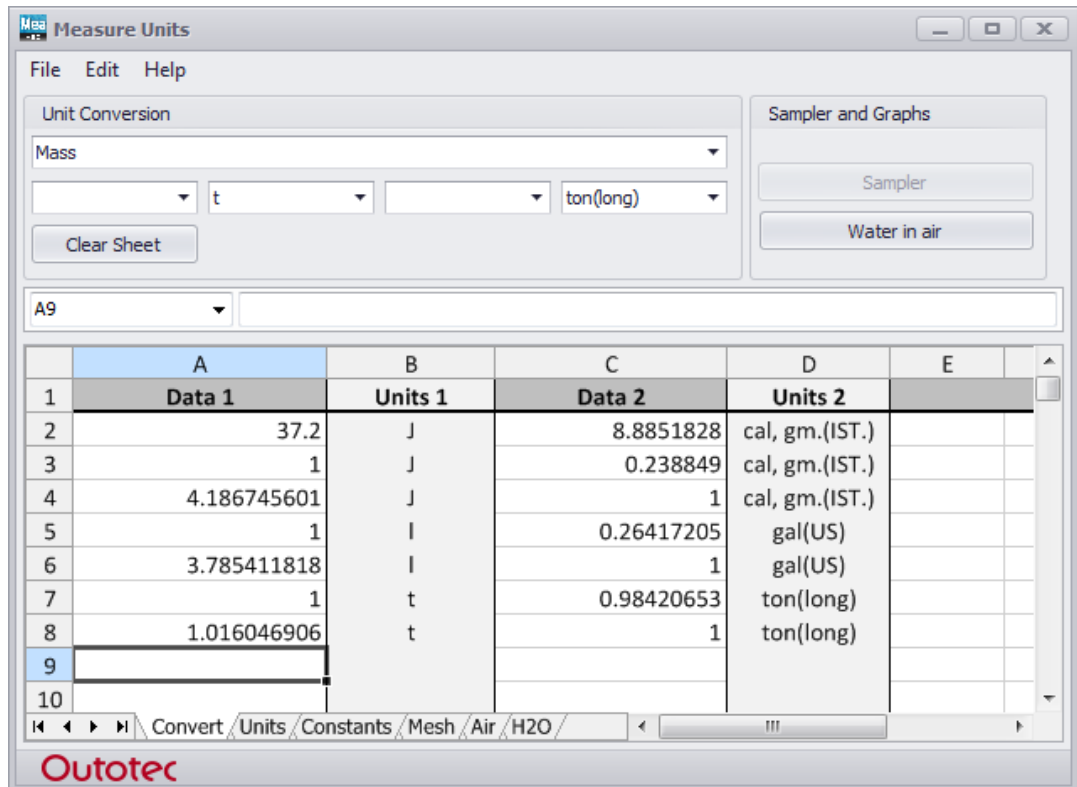 Mea
Measure Units
File Edit Help
Unit Conversion
Sampler and Graphs
Mass
Sampler
t ton(long)
Water in air
Clear Sheet
A9
A B C D E
1 Data 1 Units 1 Data 2 Units 2
2 37.2 J 8.8851828 cal, gm.(IST.)
3 1 J 0.238849 cal, gm.(IST.)
4 4.186745601 J 1 cal, gm.(IST.)
5 1 l 0.26417205 gal(US)
6 3.785411818 l 1 gal(US)
7 1 t 0.98420653 ton(long)
8 1.016046906 t 1 ton(long)
9
10
Convert Units Constants Mesh Air H2O
Outotec